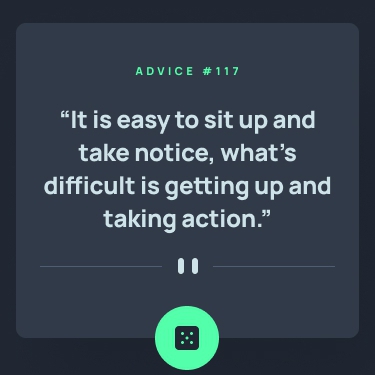 ADVICE #117
“It is easy to sit up and
take notice, what’s
difficult is getting up and
taking action.”